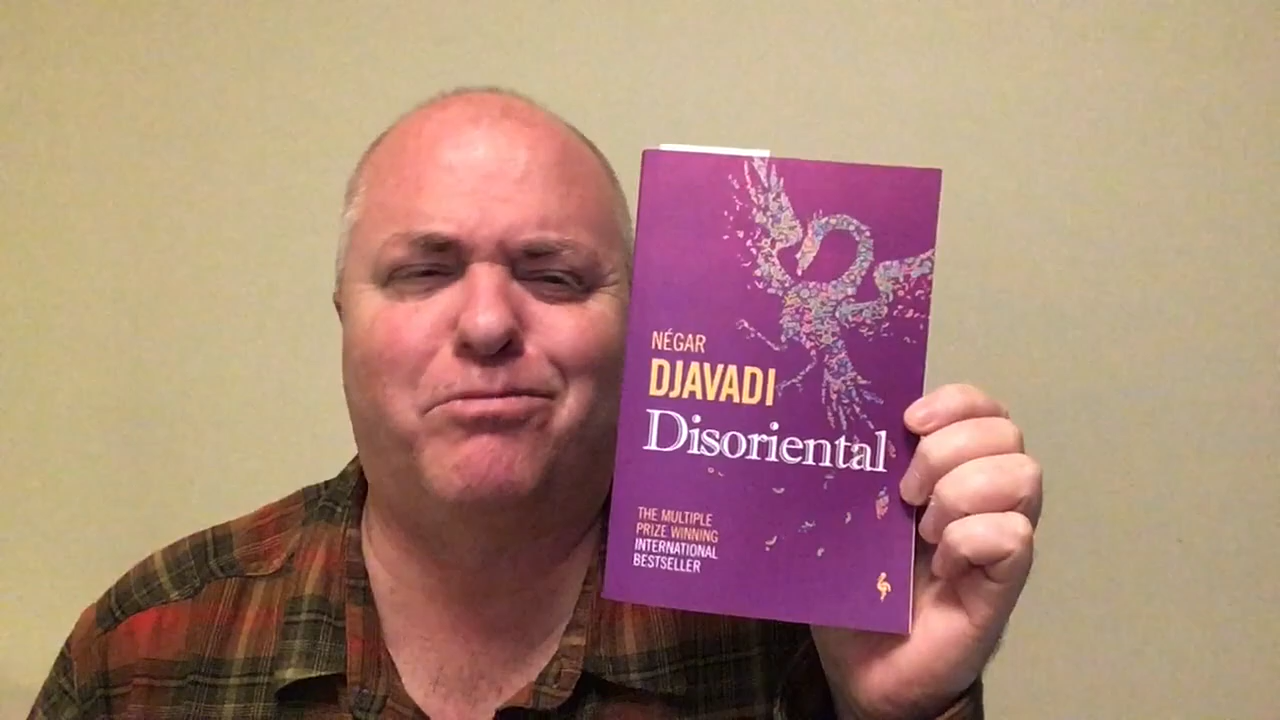 NÉGAR
DJAVADI
Disoriental
THE MULTIPLE
PRIZE WINNING
INTERNATIONAL
BESTSELLER